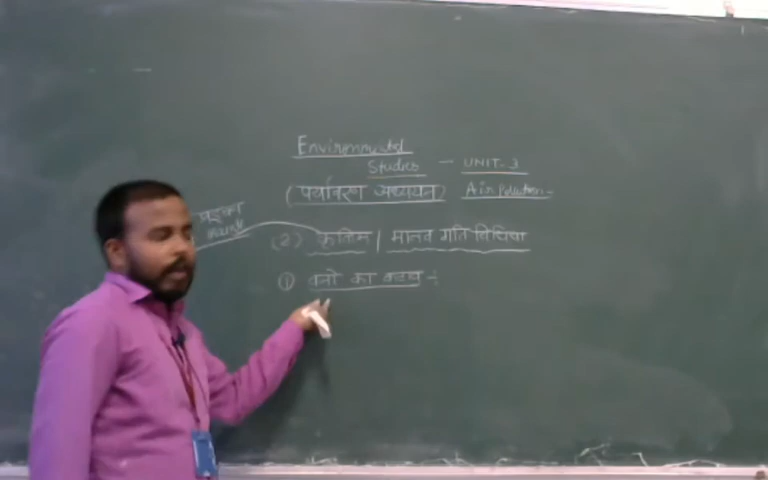 Environmental
Studies - UNIT-3
(पर्यावरण अध्ययन) Air Pollution -
(2) कृत्रिम | मानव गति विधियां
① वनों का कटाव -: